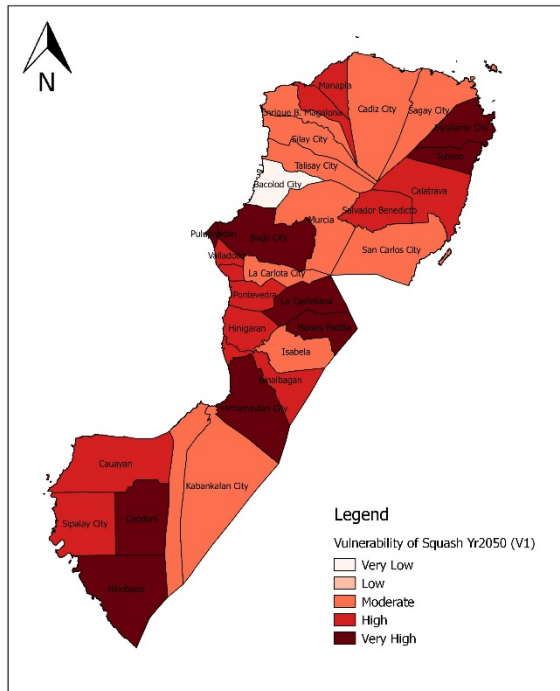 N
Manapla
Cadiz City
Enrique B. Magalona
Sagay City
Silay City
Escalante City
Toboso
Talisay City
Bacolod City
Calatrava
Salvador Benedicto
Murcia
Pulupandan
Bago City
San Carlos City
Valladolid
La Carlota City
Pontevedra
La Castellana
Hinigaran
Moises Padilla
Isabela
Binalbagan
Himamaylan City
Cauayan
Kabankalan City
Sipalay City
Candoni
Hinobaan
Legend
Vulnerability of Squash Yr2050 (V1)
Very Low
Low
Moderate
High
Very High